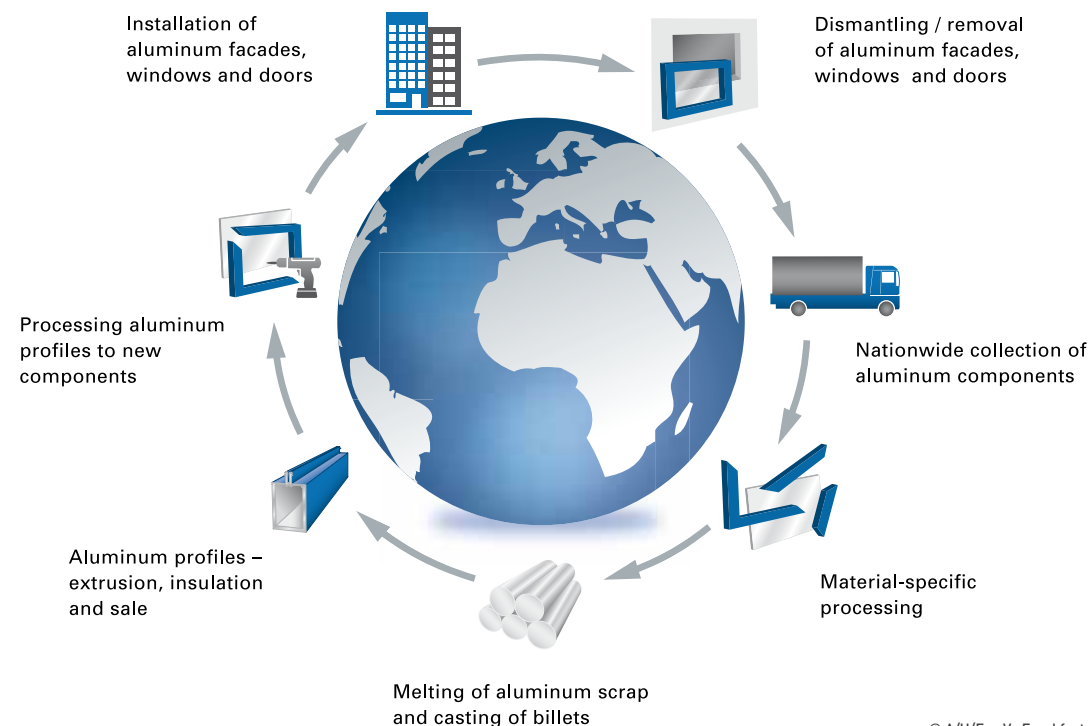 Installation of
aluminum facades,
windows and doors
Dismantling / removal
of aluminum facades,
windows and doors
Nationwide collection of
aluminum components
Material-specific
processing
Melting of aluminum scrap
and casting of billets
Aluminum profiles –
extrusion, insulation
and sale
Processing aluminum
profiles to new
components